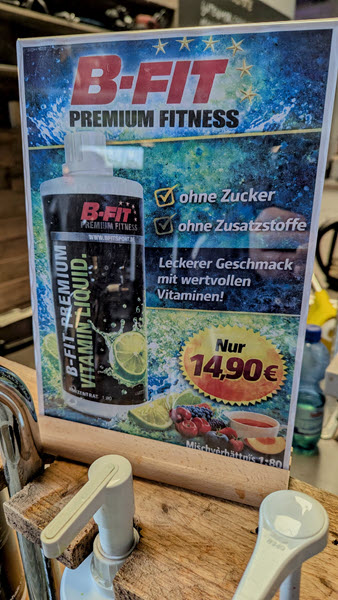 B-FIT
PREMIUM FITNESS
B-FIT
PREMIUM FITNESS
B-FIT PREMIUM
VITAMIN LIQUID.
ohne Zucker
ohne Zusatzstoffe
Leckerer Geschmack
mit wertvollen
Vitaminen!
Nur
14,90€
Mischverhältnis 1:80